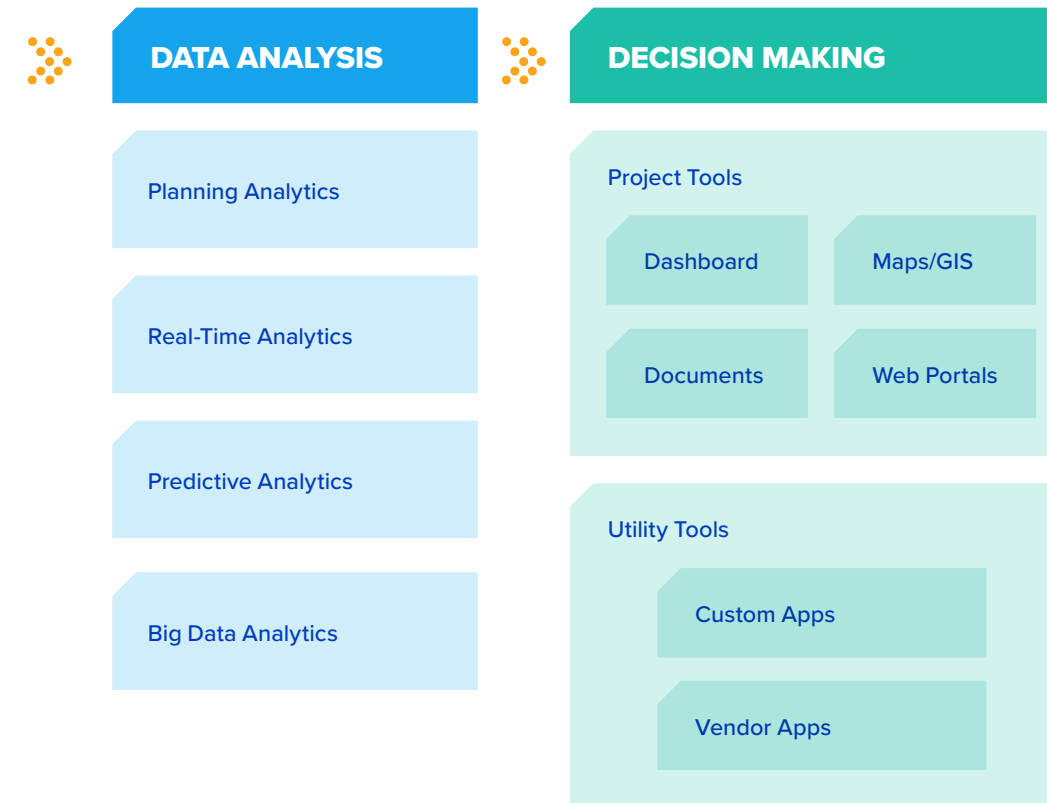 DATA ANALYSIS
Planning Analytics
Real-Time Analytics
Predictive Analytics
Big Data Analytics
DECISION MAKING
Project Tools
Dashboard
Maps/GIS
Documents
Web Portals
Utility Tools
Custom Apps
Vendor Apps